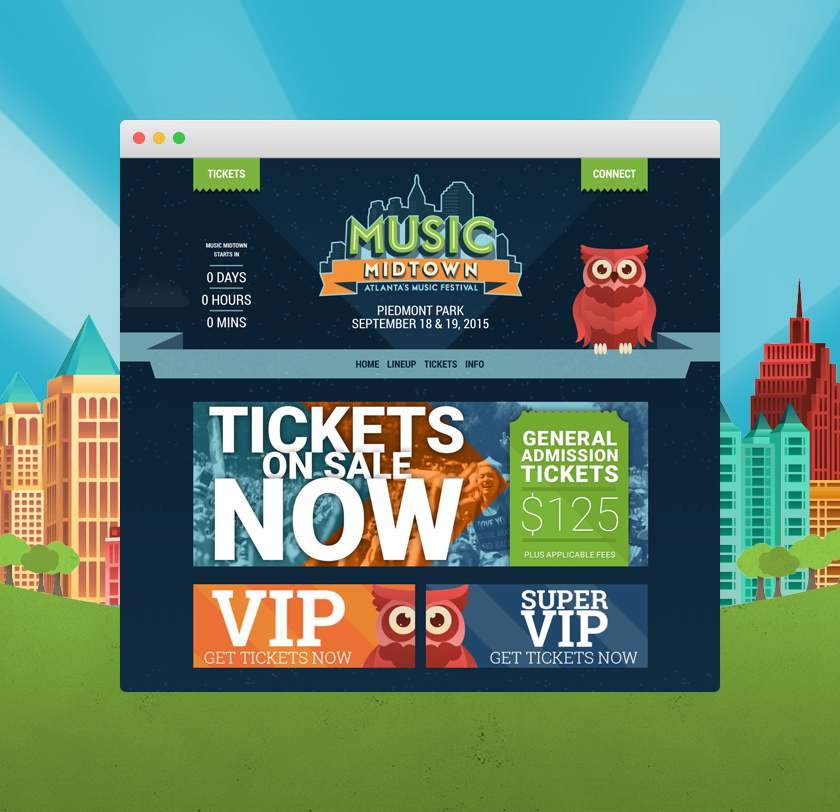 TICKETS
CONNECT
MUSIC
MIDTOWN
ATLANTA'S MUSIC FESTIVAL
MUSIC MIDTOWN
STARTS IN
0 DAYS
0 HOURS
0 MINS
PIEDMONT PARK
SEPTEMBER 18 & 19, 2015
HOME LINEUP TICKETS INFO
TICKETS
ON SALE
NOW
I LOVE YOU
GENERAL
ADMISSION
TICKETS
$125
PLUS APPLICABLE FEES
VIP
GET TICKETS NOW
SUPER
VIP
GET TICKETS NOW